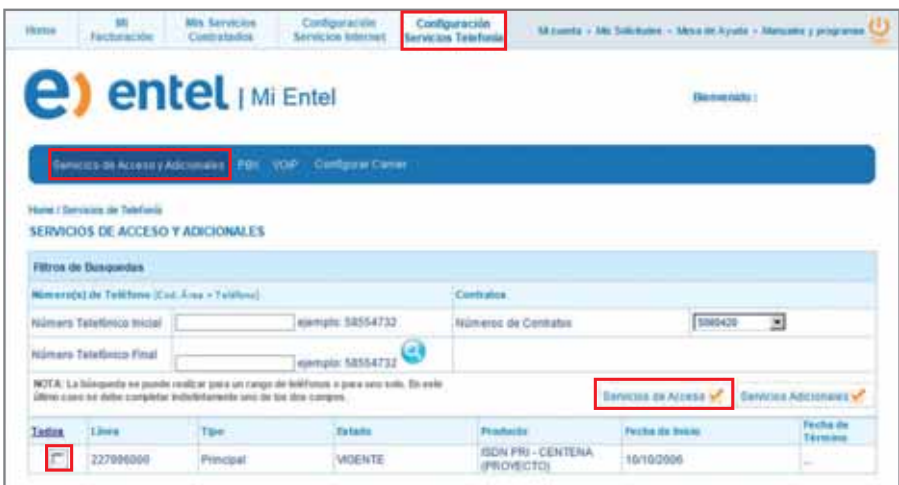 Home
Mi Facturación
Mis Servicios Contratados
Configuración Servicios Internet
Configuración Servicios Telefonía
Mi cuenta - Mis Solicitudes - Mesa de Ayuda - Manuales y programas
e) entel | Mi Entel
Bienvenido :
Servicios de Acceso y Adicionales PBX VOIP Configurar Carrier
Home / Servicios de Telefonía
SERVICIOS DE ACCESO Y ADICIONALES
Filtros de Busquedas
Número(s) de Teléfono (Cod. Área + Teléfono) Contratos
Número Telefónico Inicial ejemplo: 58554732 Números de Contratos
Número Telefónico Final ejemplo: 58554732
NOTA: La búsqueda se puede realizar para un rango de teléfonos o para uno solo. En este
último caso se debe completar indistintamente uno de los dos campos.
Servicios de Acceso Servicios Adicionales
Todos Línea Tipo Estado Producto Fecha de Inicio Fecha de Término
Principal VIGENTE ISDN PRI - CENTENA (PROYECTO) 10/10/2006 ...